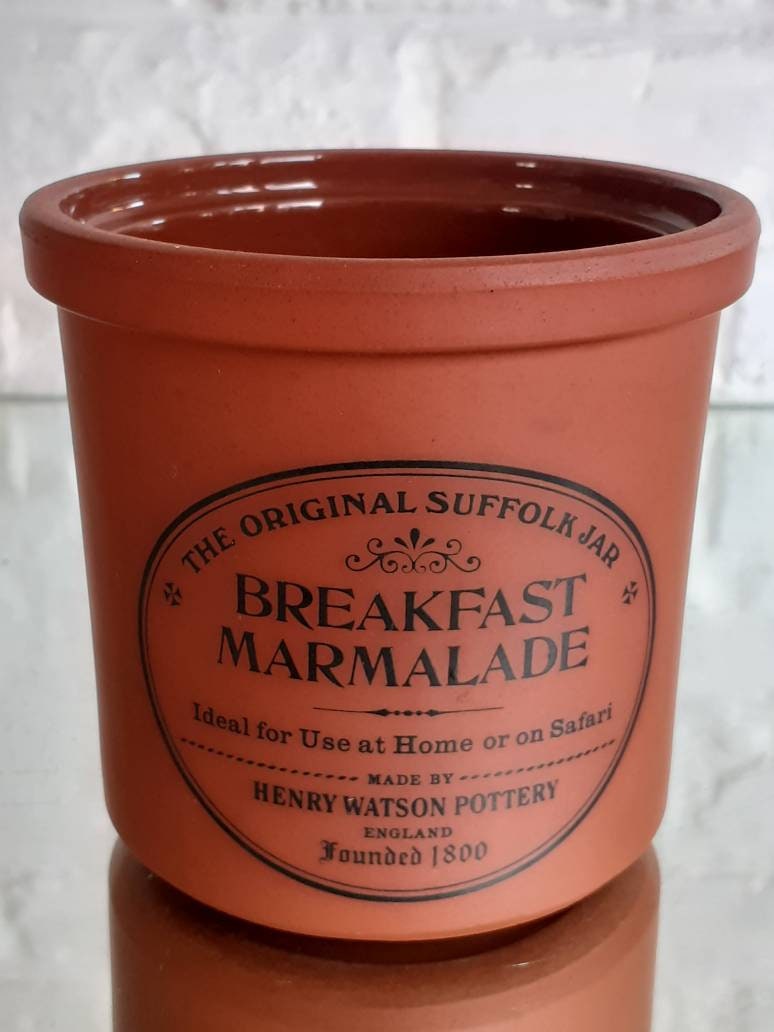 THE ORIGINAL SUFFOLK JAR
BREAKFAST
MARMALADE
Ideal for Use at Home or on Safari
MADE BY
HENRY WATSON POTTERY
ENGLAND
Founded 1800